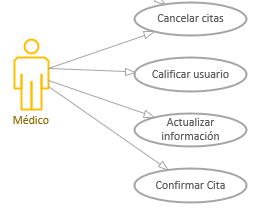 Cancelar citas
Calificar usuario
Médico
Actualizar
información
Confirmar Cita